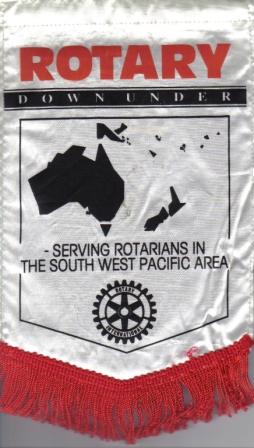 ROTARY
DOWN UNDER
- SERVING ROTARIANS IN
THE SOUTH WEST PACIFIC AREA
ROTARY
INTERNATIONAL